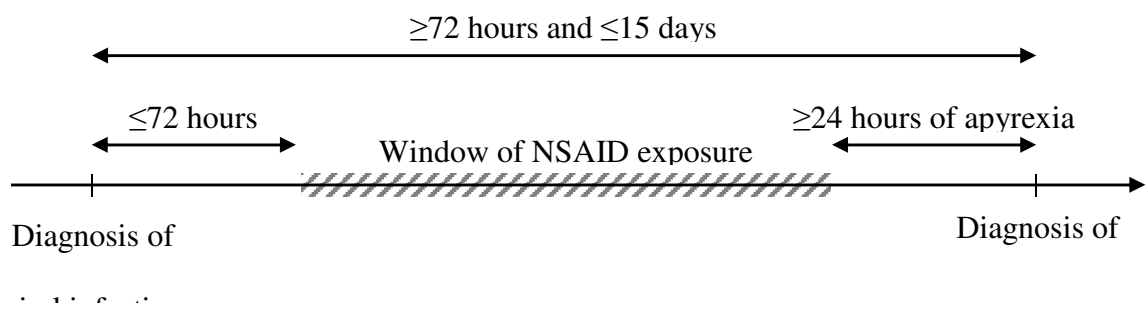 ≥72 hours and ≤15 days
≤72 hours
≥24 hours of apyrexia
Window of NSAID exposure
Diagnosis of
Diagnosis of